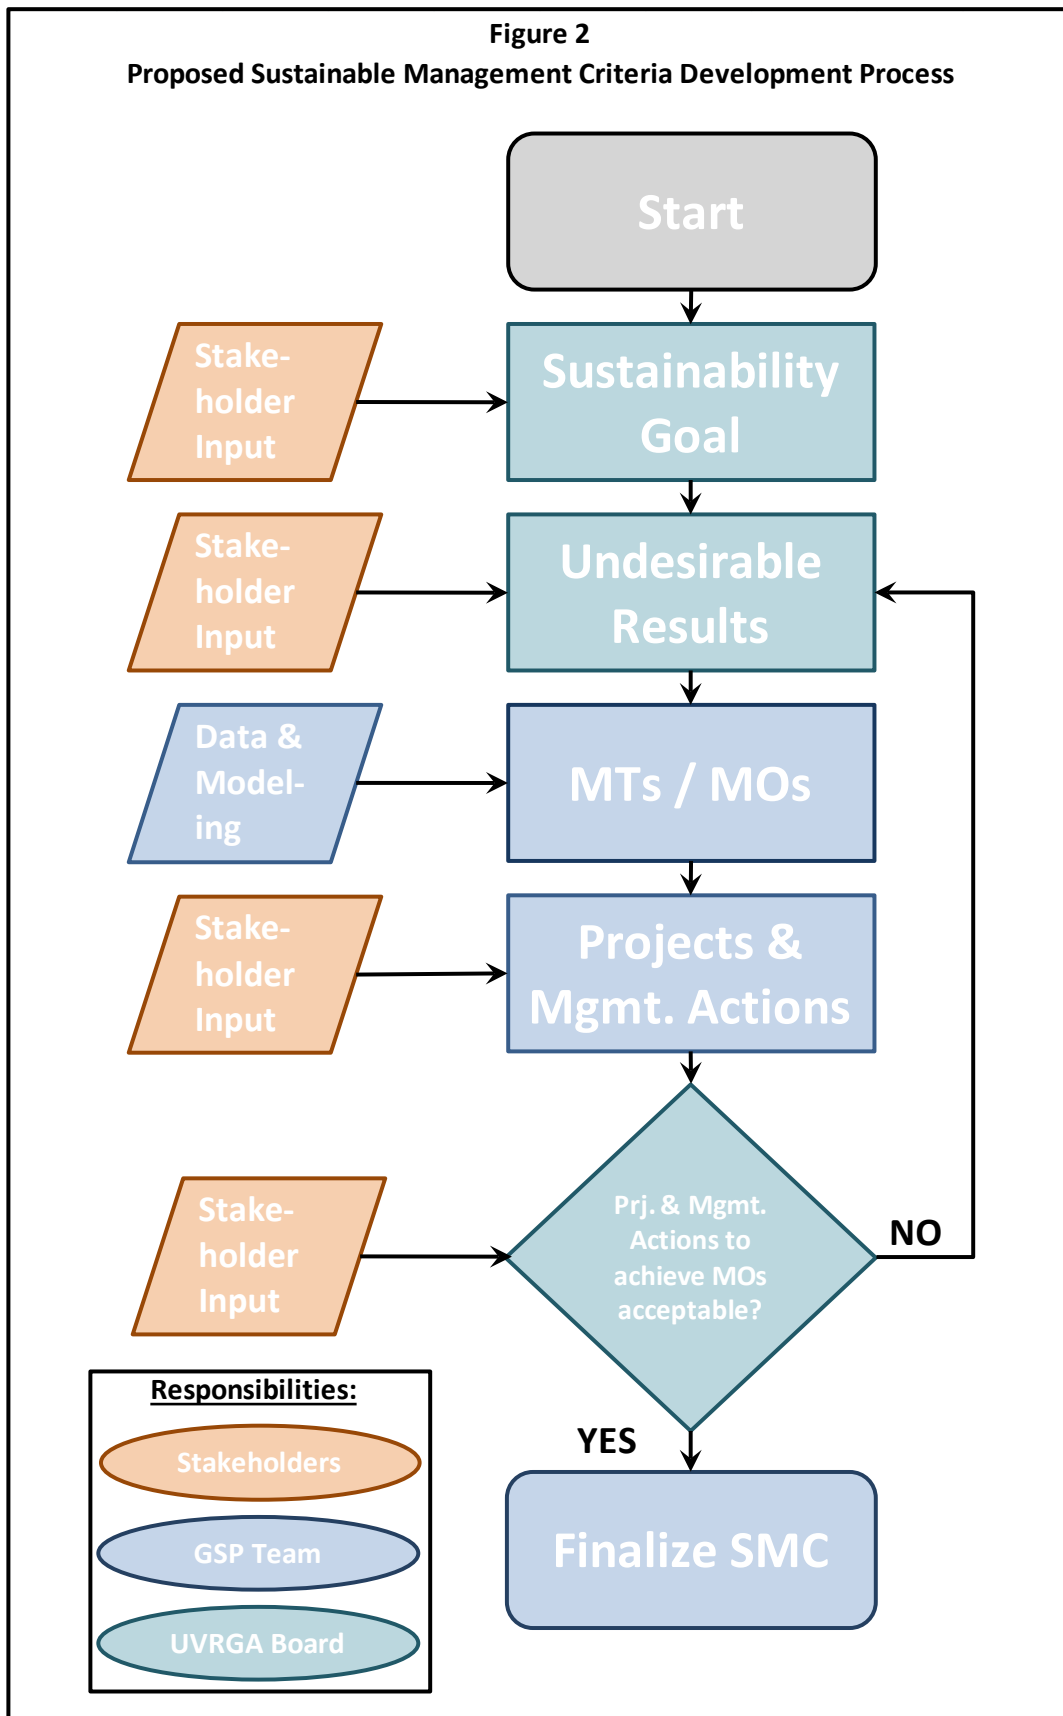 Figure 2
Proposed Sustainable Management Criteria Development Process
Start
Stake-
holder
Input
Sustainability
Goal
Stake-
holder
Input
Undesirable
Results
Data &
Model-
ing
MTs / MOs
Stake-
holder
Input
Projects &
Mgmt. Actions
Stake-
holder
Input
Prj. & Mgmt.
Actions to
achieve MOs
acceptable?
NO
YES
Finalize SMC
Responsibilities:
Stakeholders
GSP Team
UVRGA Board